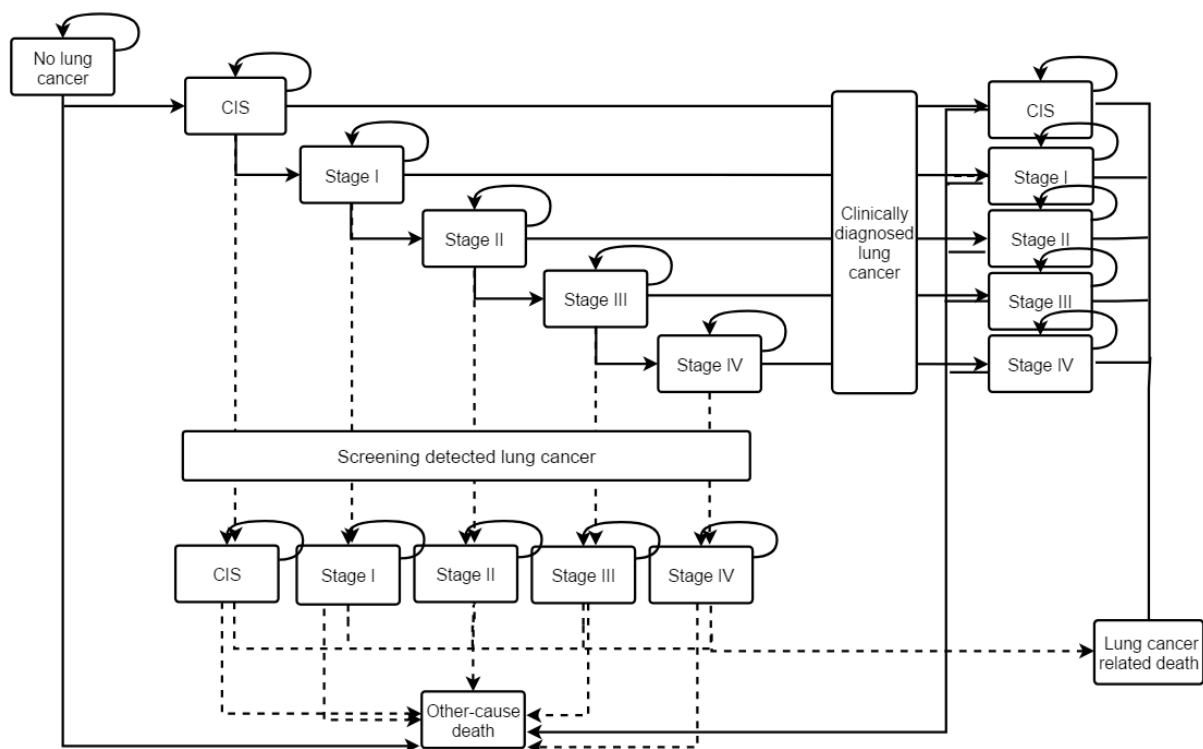 No lung
cancer
CIS
CIS
Stage I
Stage I
Clinically
diagnosed
lung
cancer
Stage II
Stage II
Stage III
Stage III
Stage IV
Stage IV
Screening detected lung cancer
CIS
Stage I
Stage II
Stage III
Stage IV
Lung cancer
related death
Other-cause
death